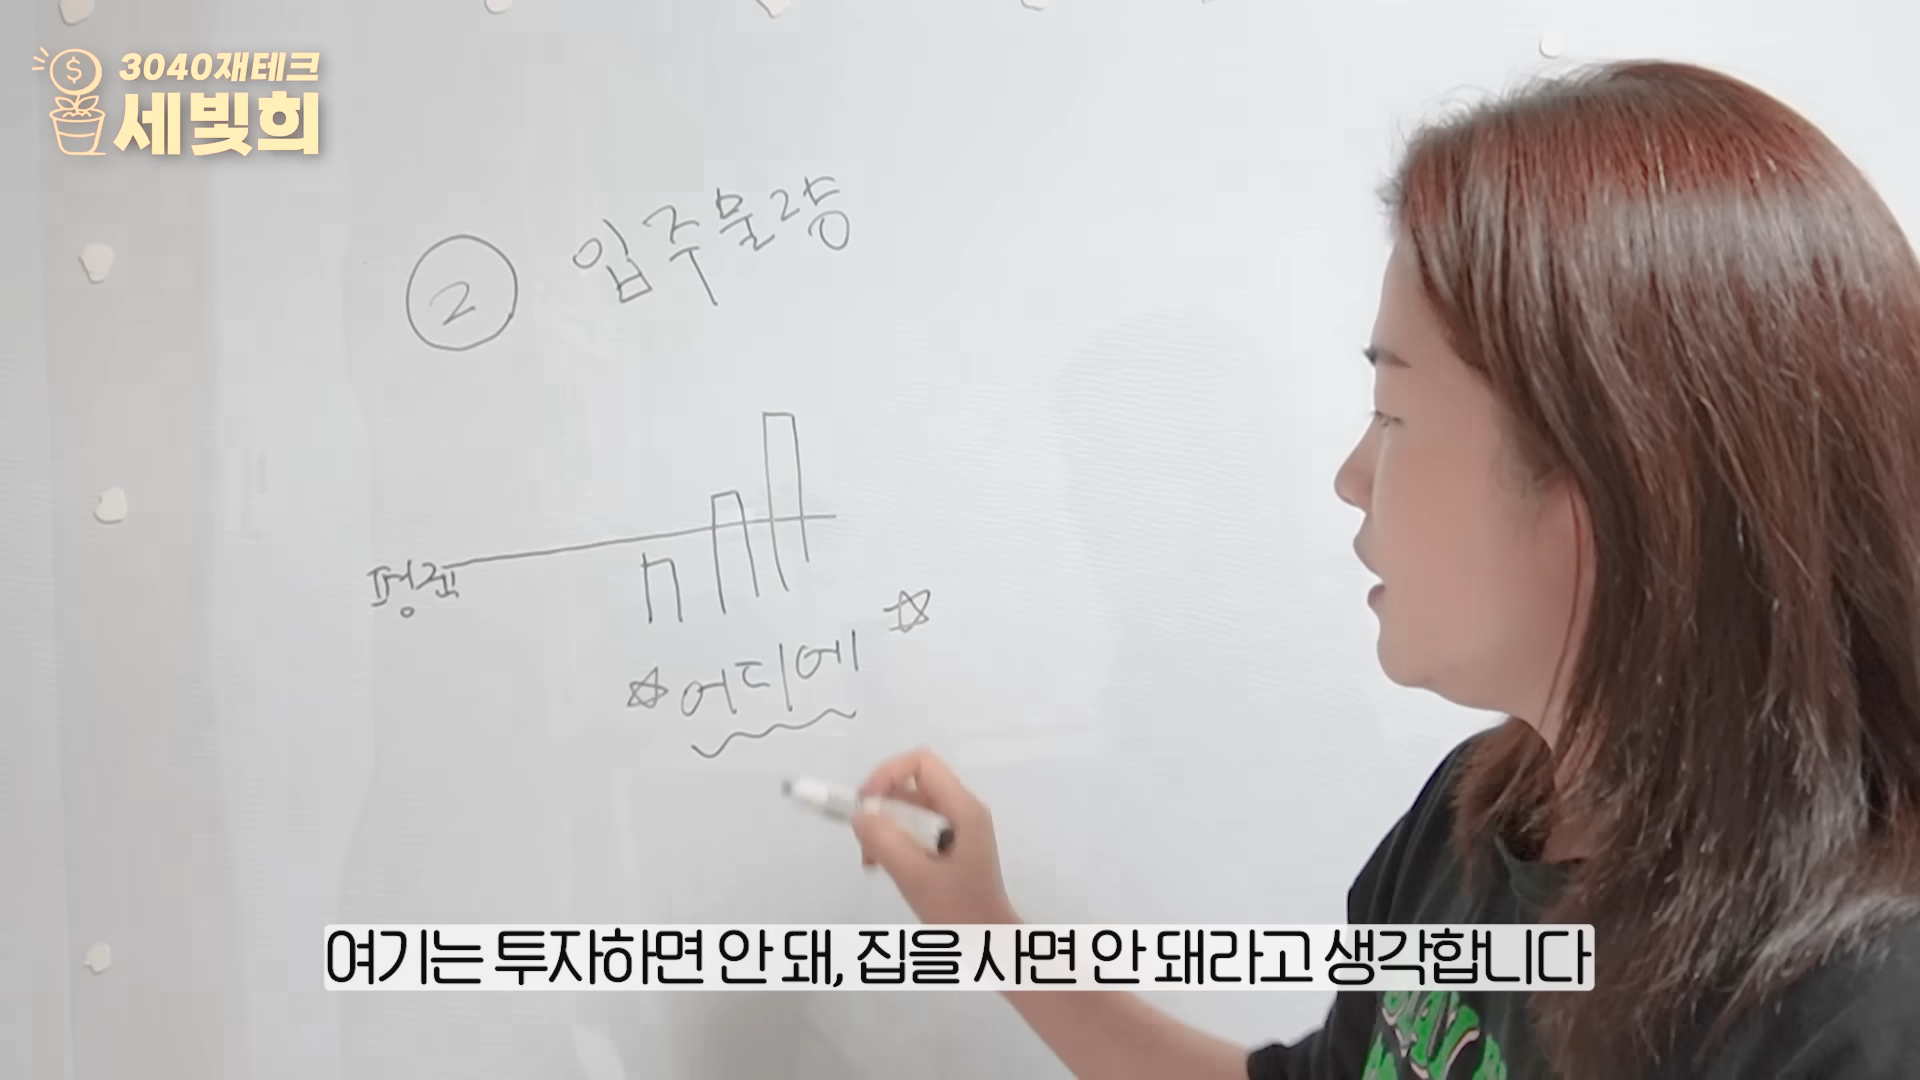 3040재테크
세빛희
② 입주물량
평균
☆어디에☆
여기는 투자하면 안 돼, 집을 사면 안 돼라고 생각합니다